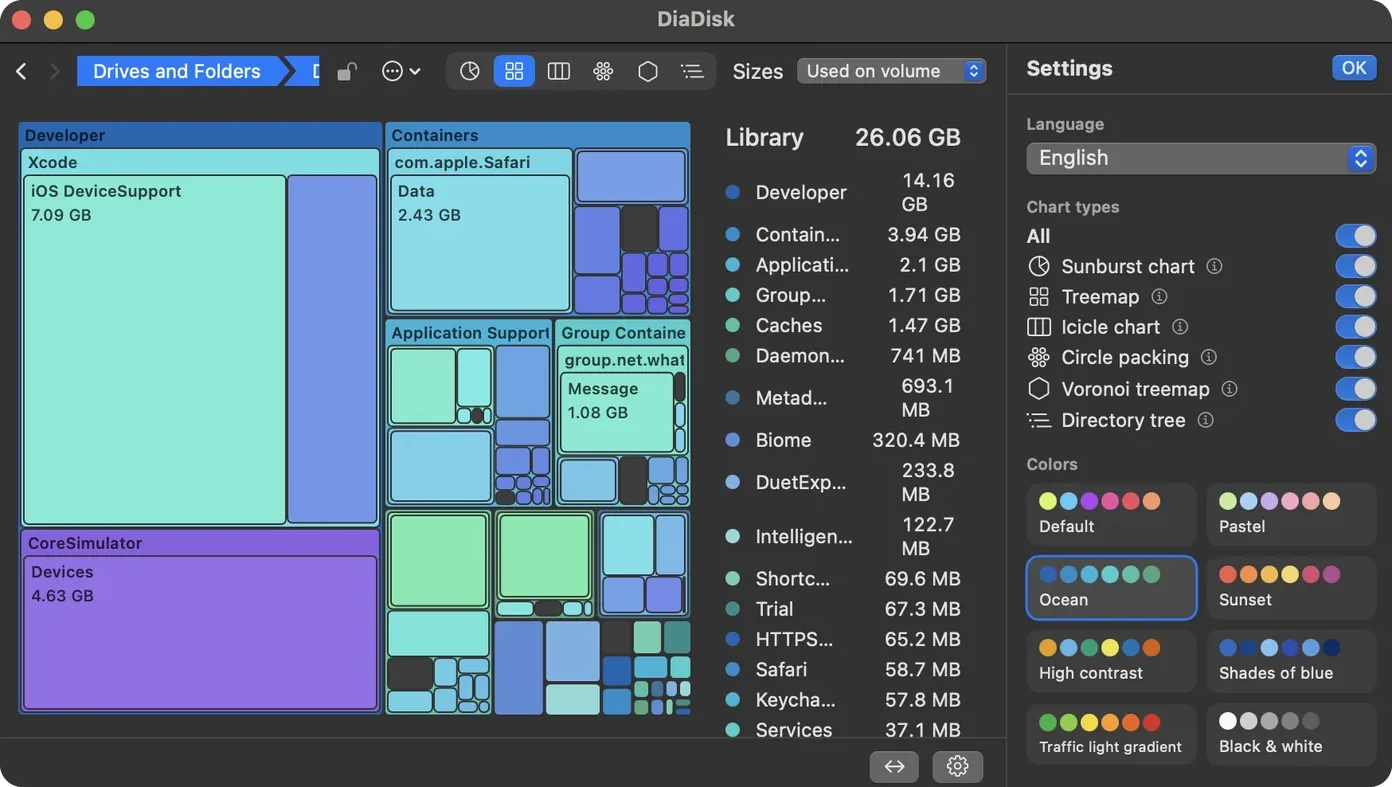 DiaDisk
Drives and Folders
Sizes
Used on volume
Settings
OK
Developer
Xcode
iOS DeviceSupport
7.09 GB
CoreSimulator
Devices
4.63 GB
Containers
com.apple.Safari
Data
2.43 GB
Application Support
Group Containe
group.net.what
Message
1.08 GB
Library 26.06 GB
Developer 14.16 GB
Contain... 3.94 GB
Applicati... 2.1 GB
Group... 1.71 GB
Caches 1.47 GB
Daemon... 741 MB
Metad... 693.1 MB
Biome 320.4 MB
DuetExp... 233.8 MB
Intelligen... 122.7 MB
Shortc... 69.6 MB
Trial 67.3 MB
HTTPS... 65.2 MB
Safari 58.7 MB
Keycha... 57.8 MB
Services 37.1 MB
Language
English
Chart types
All
Sunburst chart
Treemap
Icicle chart
Circle packing
Voronoi treemap
Directory tree
Colors
Default
Pastel
Ocean
Sunset
High contrast
Shades of blue
Traffic light gradient
Black & white